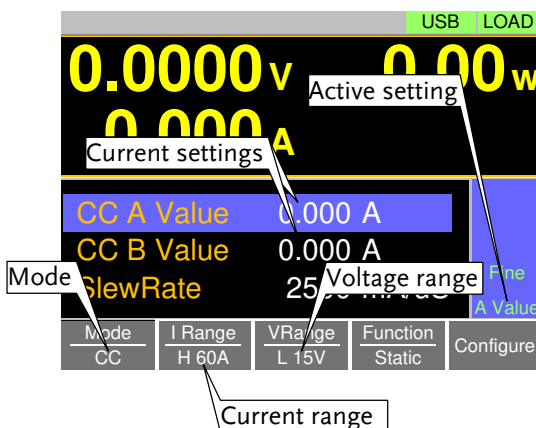 USB LOAD
0.0000 V
0.00 W
Active setting
0.000 A
Current settings
CC A Value 0.000 A
CC B Value 0.000 A
Mode
Voltage range
Fine
SlewRate
A Value
Mode I Range VRange Function Configure
CC H 60A L 15V Static
Current range